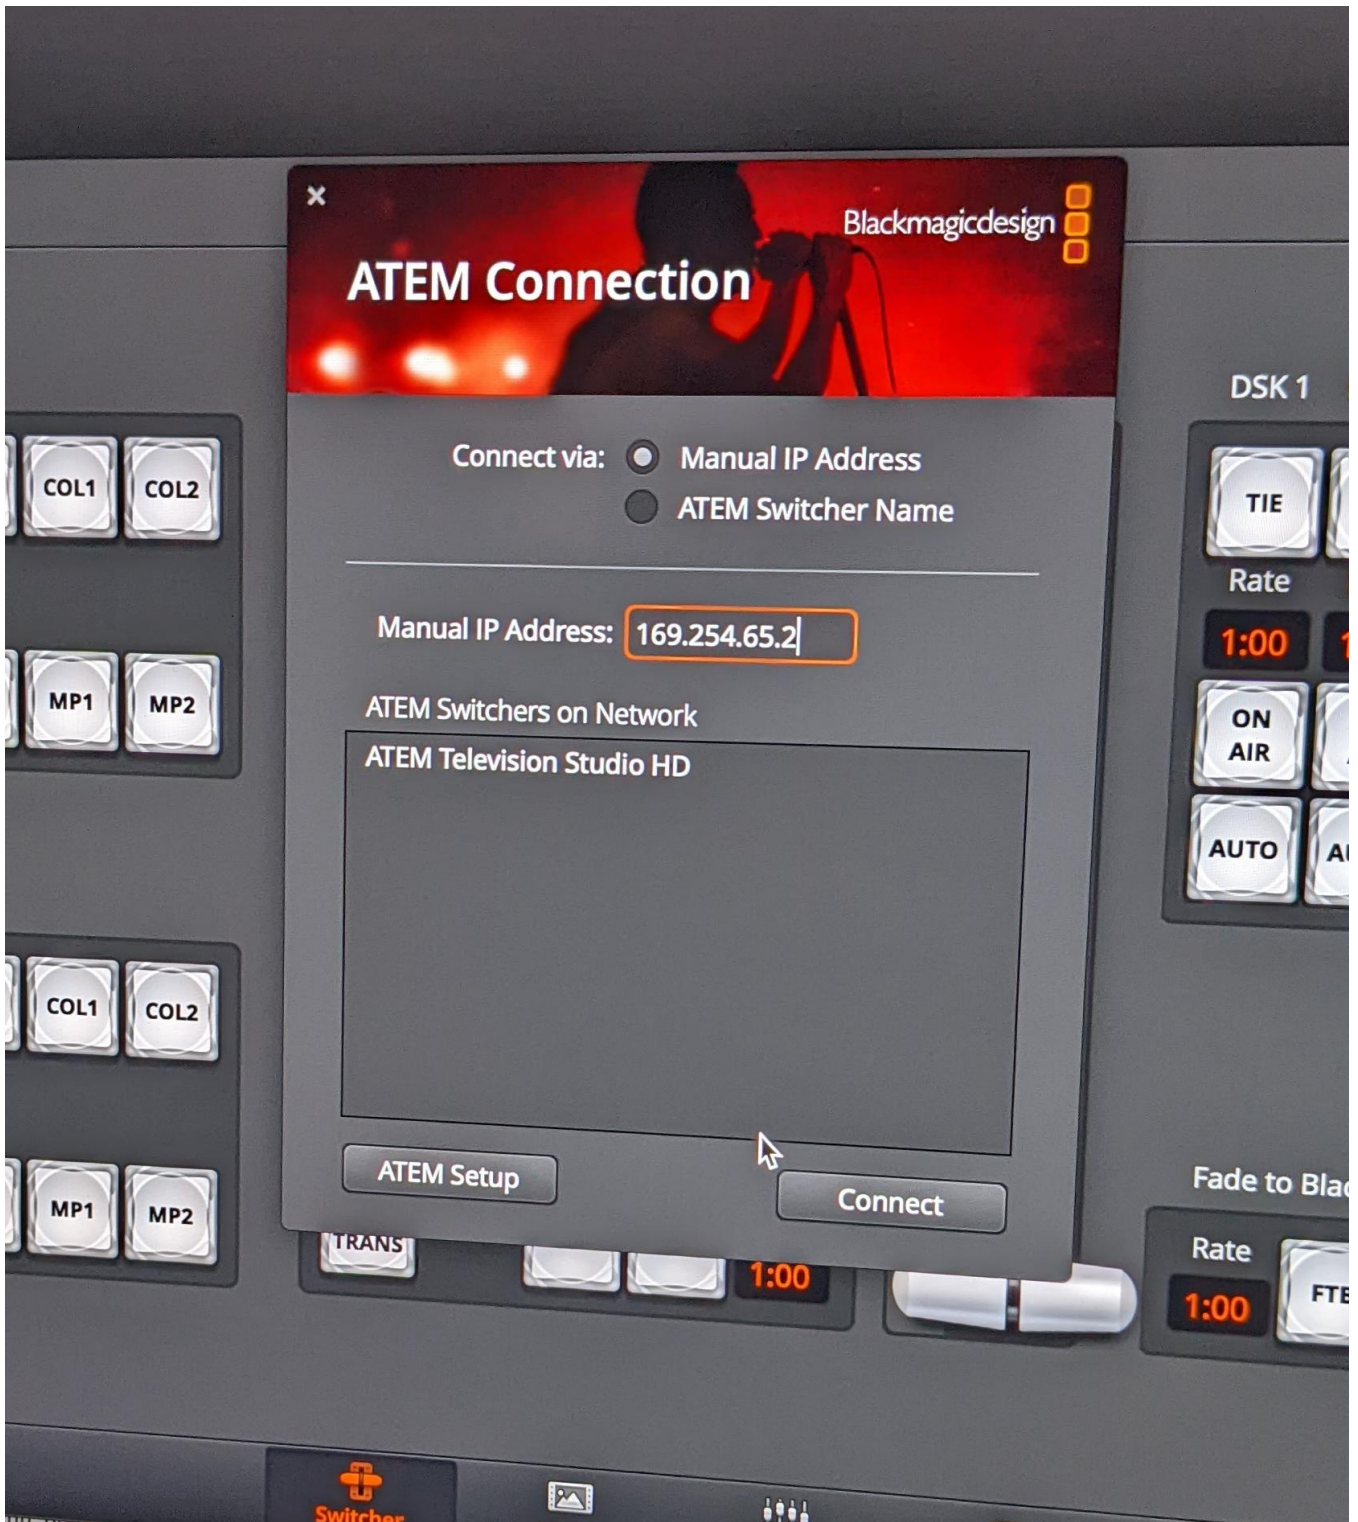 Blackmagicdesign
ATEM Connection
Connect via: Manual IP Address
ATEM Switcher Name
Manual IP Address: 169.254.65.2
ATEM Switchers on Network
ATEM Television Studio HD
ATEM Setup
Connect
COL1 COL2
MP1 MP2
COL1 COL2
MP1 MP2
TRANS
1:00
DSK 1
TIE
Rate
1:00
ON
AIR
AUTO
Fade to Blac
Rate
1:00
FTB
Switcher